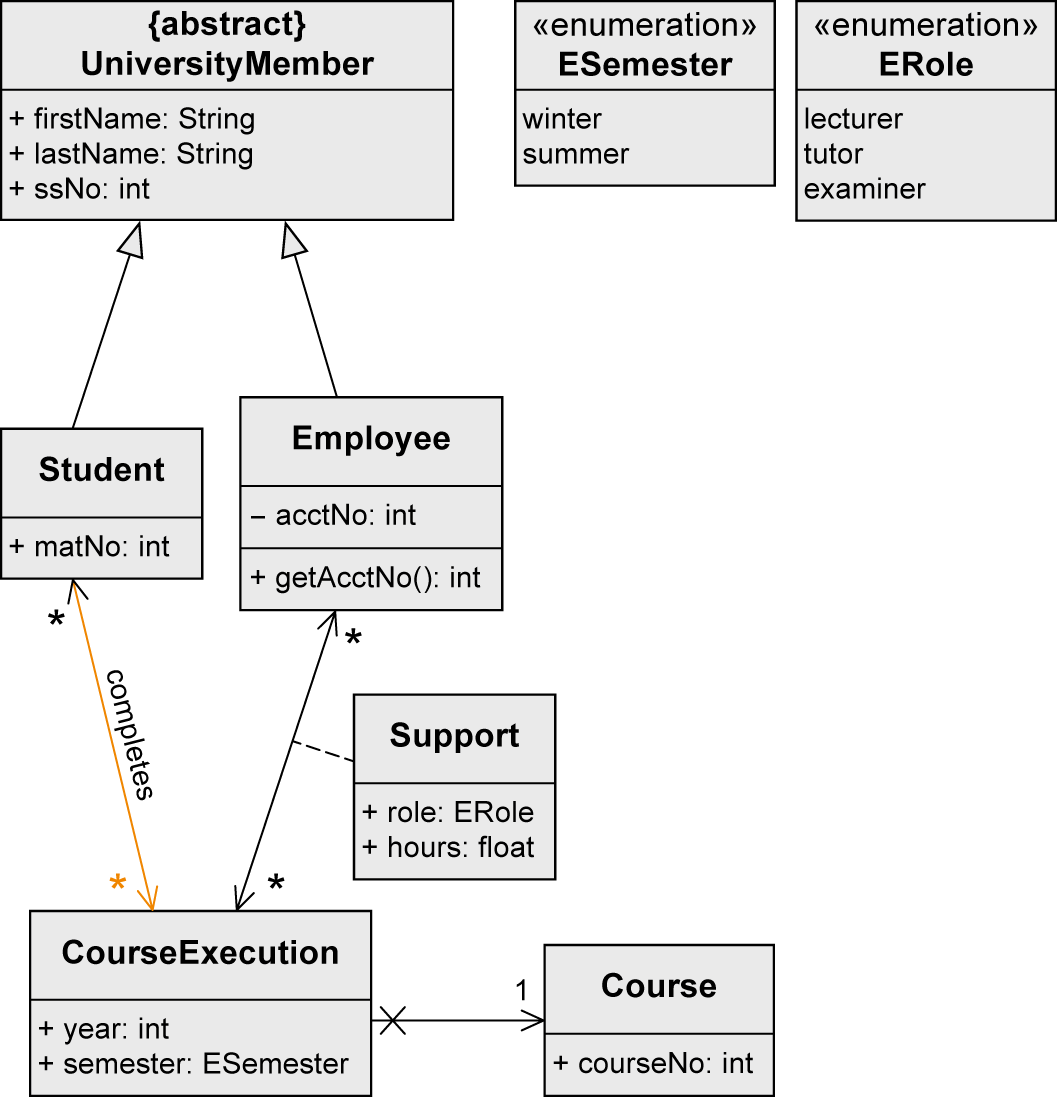 {abstract}
UniversityMember
+ firstName: String
+ lastName: String
+ ssNo: int
«enumeration»
ESemester
winter
summer
«enumeration»
ERole
lecturer
tutor
examiner
Student
+ matNo: int
Employee
– acctNo: int
+ getAcctNo(): int
*
*
completes
Support
+ role: ERole
+ hours: float
*
*
CourseExecution
+ year: int
+ semester: ESemester
1
Course
+ courseNo: int